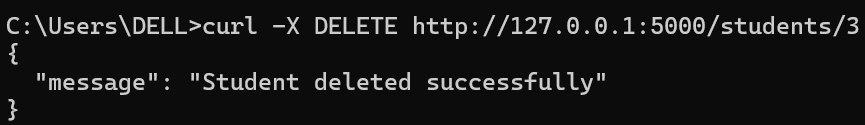 C:\Users\DELL>curl -X DELETE http://127.0.0.1:5000/students/3
{
  "message": "Student deleted successfully"
}